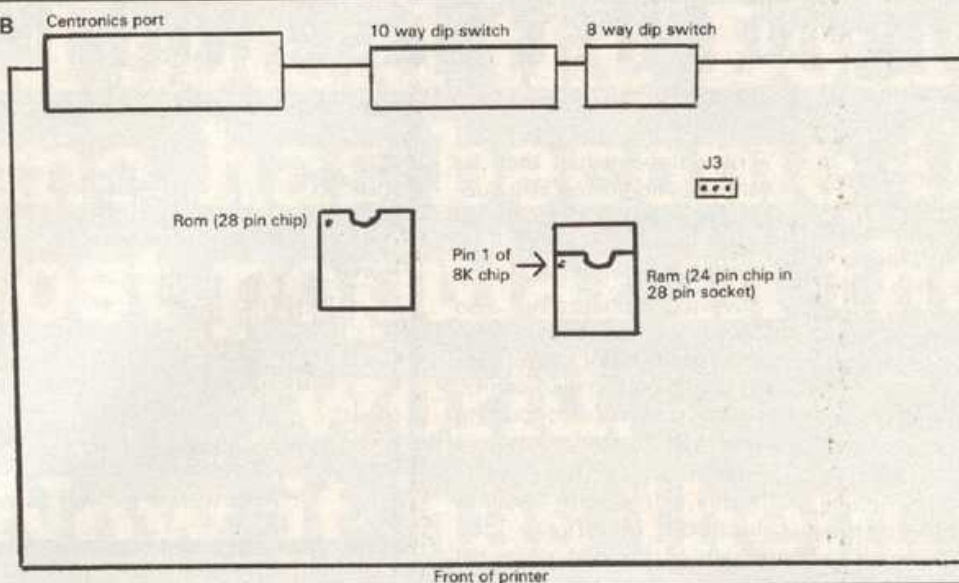 B
Centronics port
10 way dip switch
8 way dip switch
J3
Rom (28 pin chip)
Pin 1 of
8K chip
Ram (24 pin chip in
28 pin socket)
Front of printer